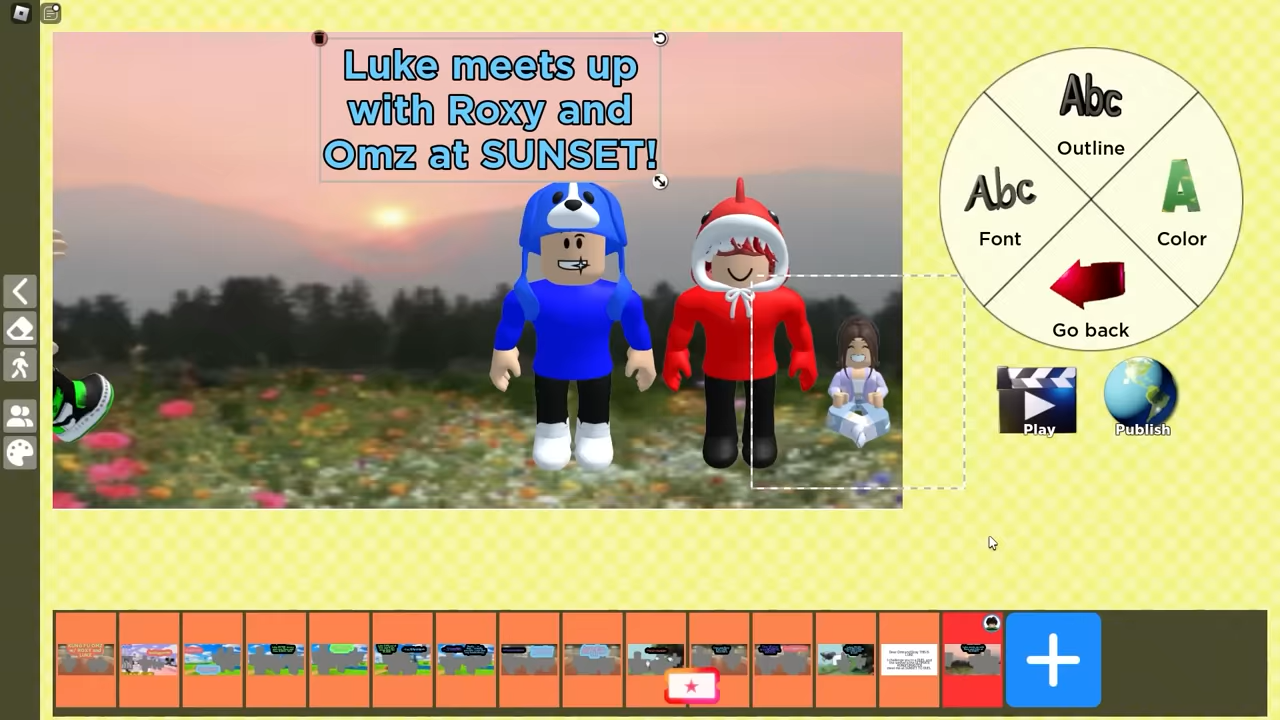 Luke meets up
with Roxy and
Omz at SUNSET!
Abc
Outline
Abc
Font
A
Color
Go back
Play
Publish